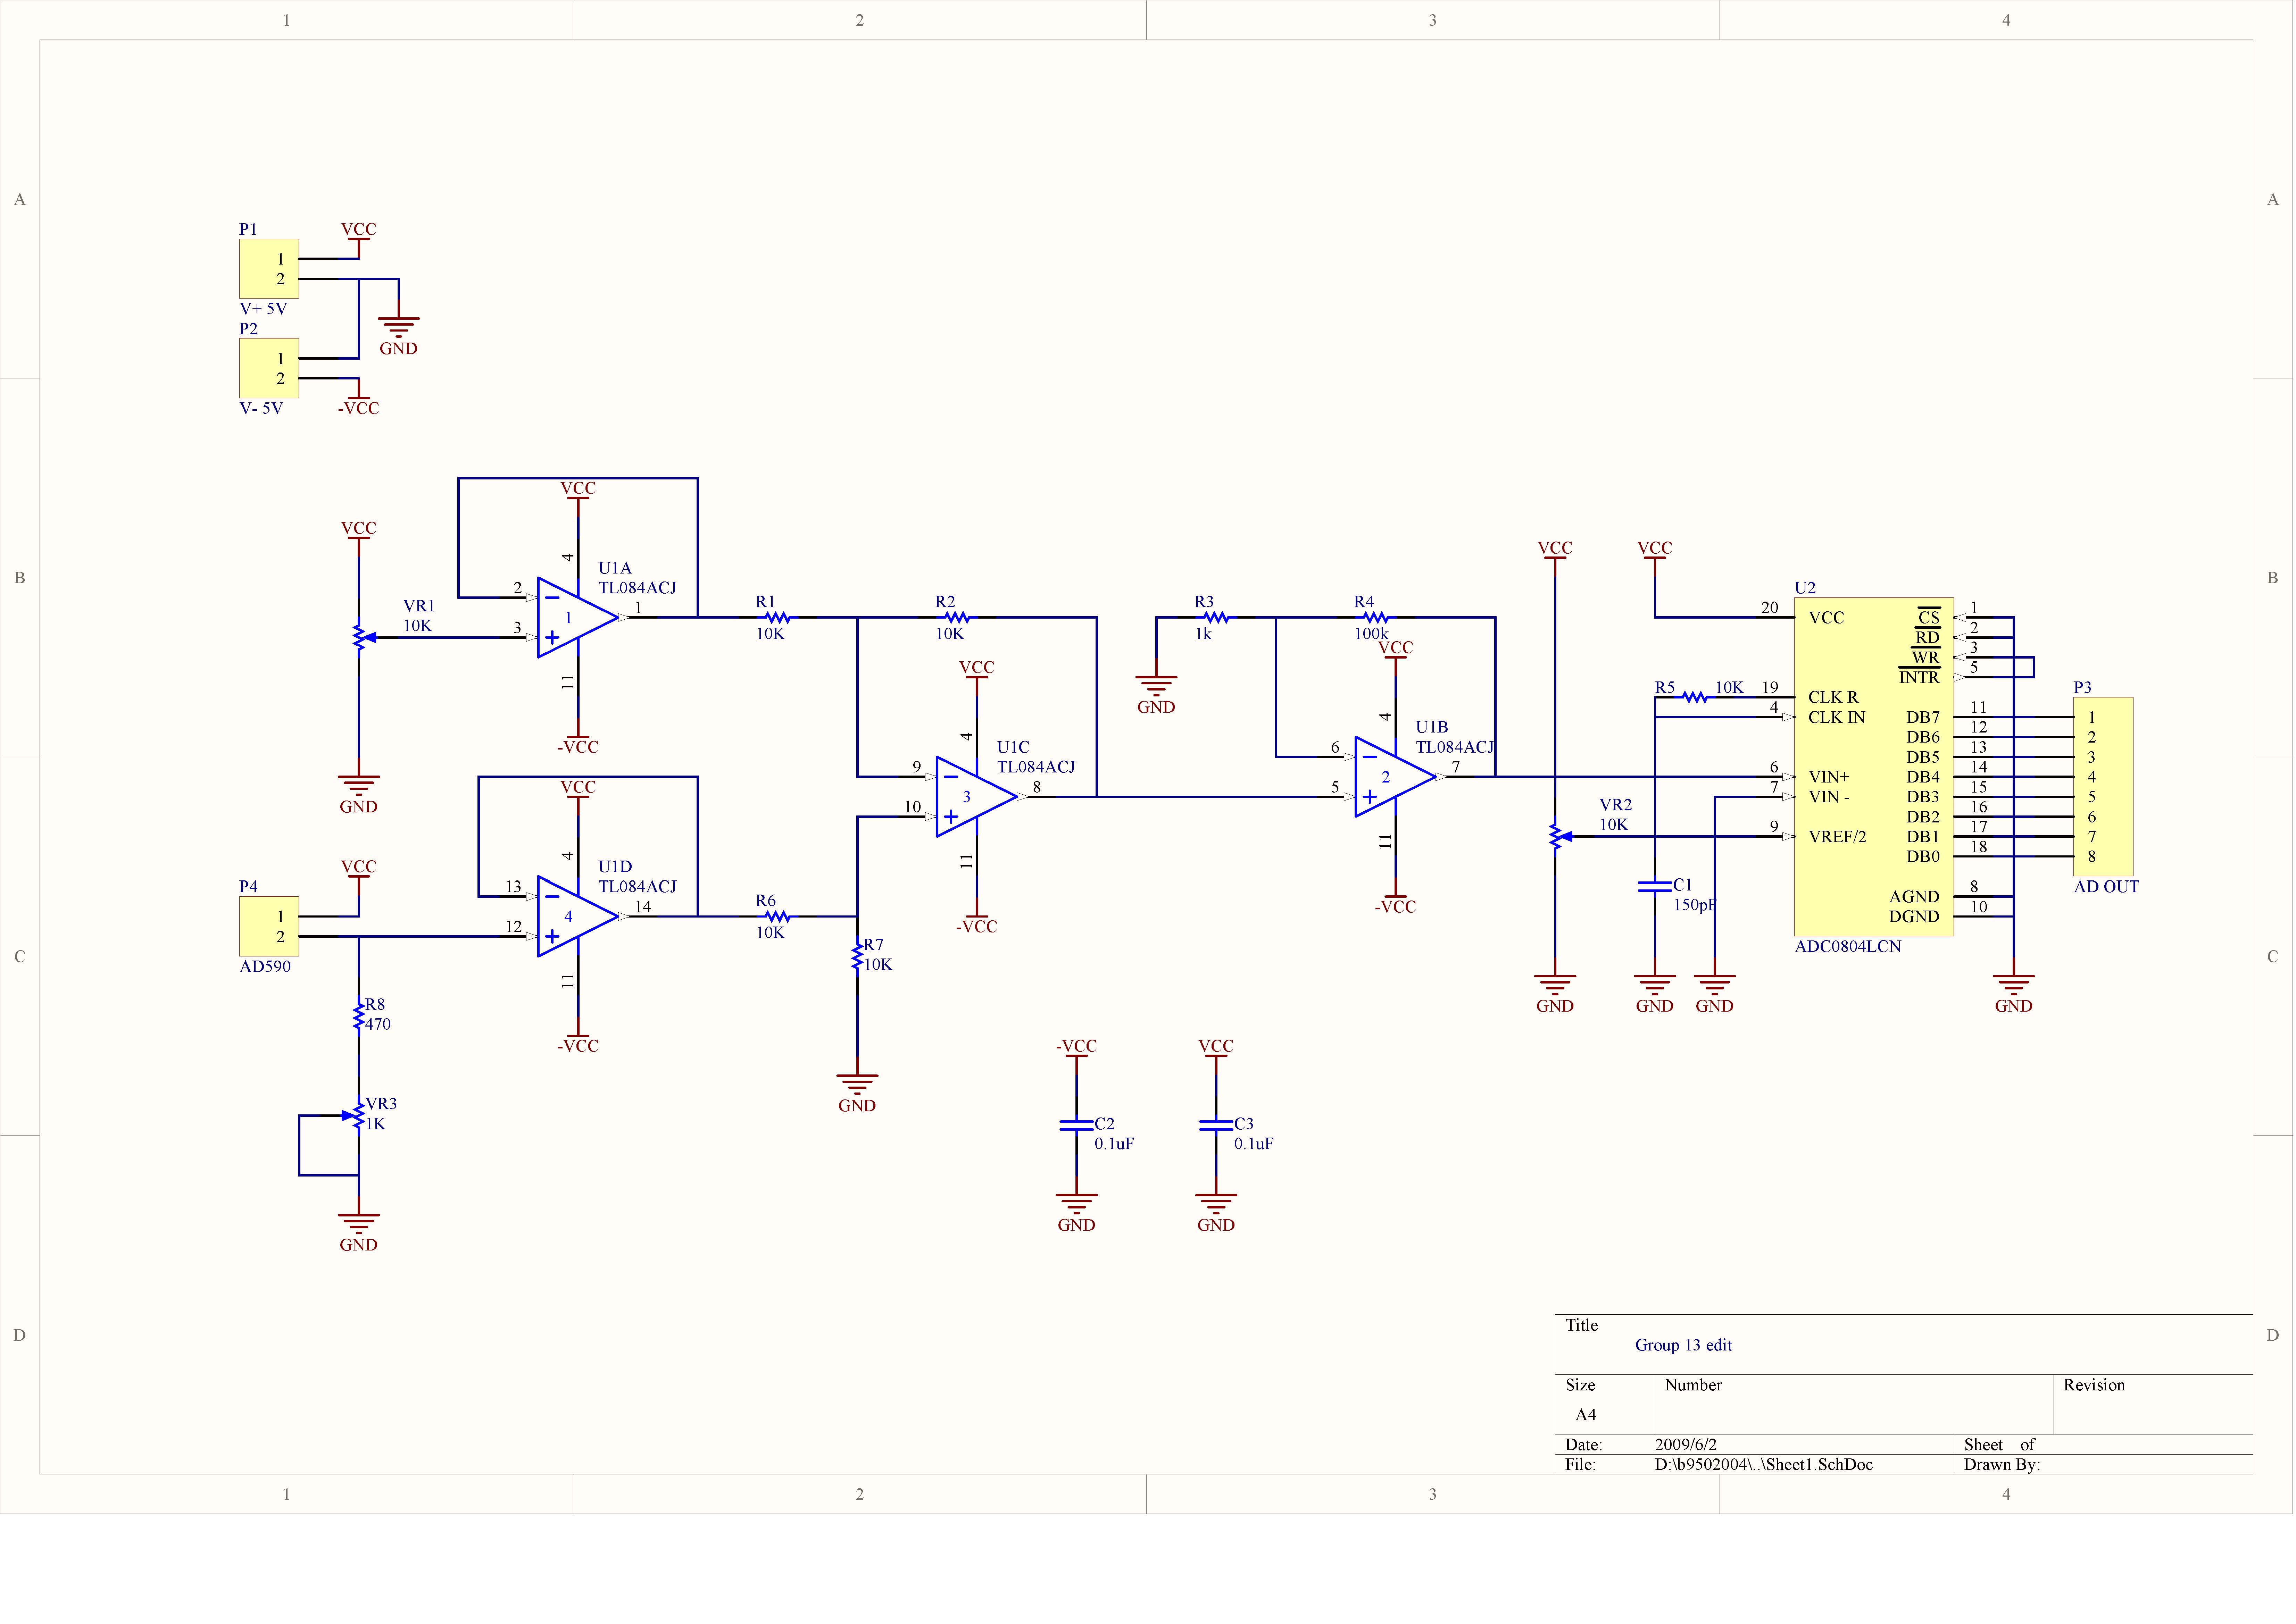 1 2 3 4
A A
P1 VCC
1
2
V+ 5V
P2
GND
1
2
V- 5V -VCC
B B
VCC
VCC
4
U1A
TL084ACJ
VR1
10K
2
3
1
1
11
-VCC
GND
R1
10K
R2
10K
VCC
4
U1C
TL084ACJ
9
10
3
8
11
-VCC
R3
1k
GND
R4
100k
VCC
4
U1B
TL084ACJ
6
5
2
7
11
-VCC
VCC
VR2
10K
GND
VCC
R5 10K
C1
150pF
GND
GND
U2
20 VCC CS 1
RD 2
WR 3
INTR 5
19 CLK R
4 CLK IN DB7 11
DB6 12
DB5 13
6 VIN+ DB4 14
7 VIN - DB3 15
DB2 16
9 VREF/2 DB1 17
DB0 18
AGND 8
DGND 10
ADC0804LCN
GND
P3
1
2
3
4
5
6
7
8
AD OUT
C C
P4 VCC
1
2
AD590
VCC
4
U1D
TL084ACJ
13
12
4
14
11
-VCC
R6
10K
R7
10K
GND
R8
470
VR3
1K
GND
-VCC
C2
0.1uF
GND
VCC
C3
0.1uF
GND
D D
Title
Group 13 edit
Size Number Revision
A4
Date: 2009/6/2 Sheet of
File: D:\b9502004\..\Sheet1.SchDoc Drawn By:
1 2 3 4